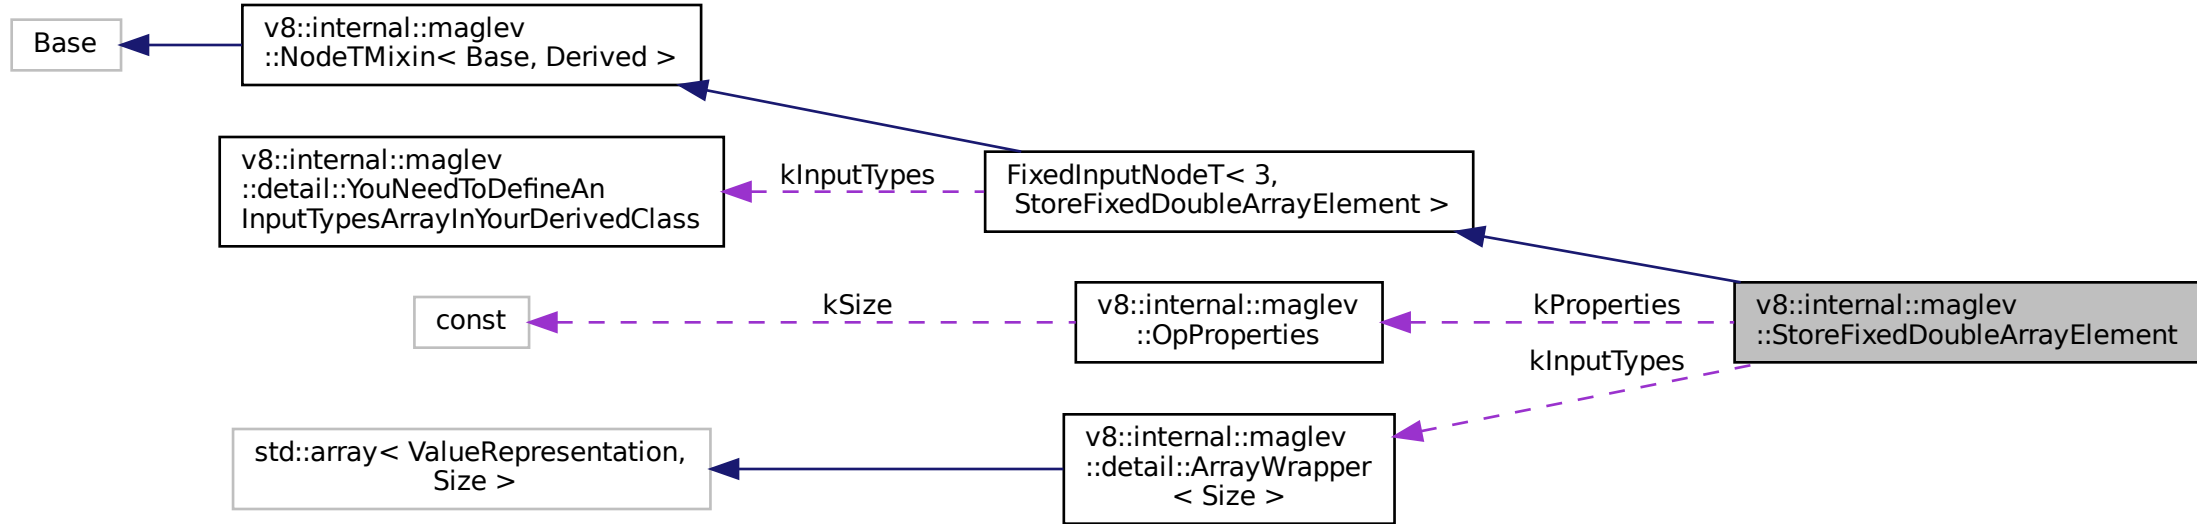 Base
v8::internal::maglev
::NodeTMixin< Base, Derived >
v8::internal::maglev
::detail::YouNeedToDefineAn
InputTypesArrayInYourDerivedClass
kInputTypes
FixedInputNodeT< 3,
StoreFixedDoubleArrayElement >
const
kSize
v8::internal::maglev
::OpProperties
kProperties
v8::internal::maglev
::StoreFixedDoubleArrayElement
kInputTypes
std::array< ValueRepresentation,
Size >
v8::internal::maglev
::detail::ArrayWrapper
< Size >